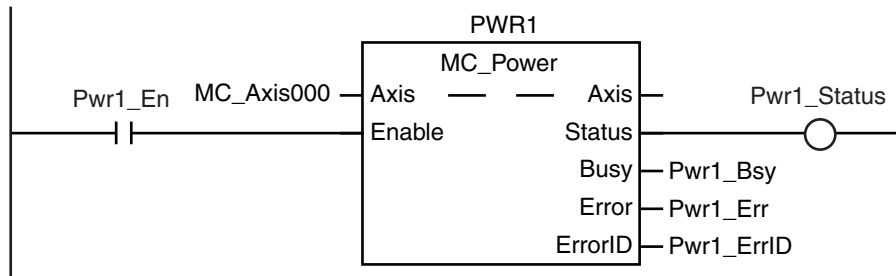 PWR1
MC_Power
Pwr1_En
MC_Axis000
Axis
Axis
Pwr1_Status
Enable
Status
Busy
Pwr1_Bsy
Error
Pwr1_Err
ErrorID
Pwr1_ErrID